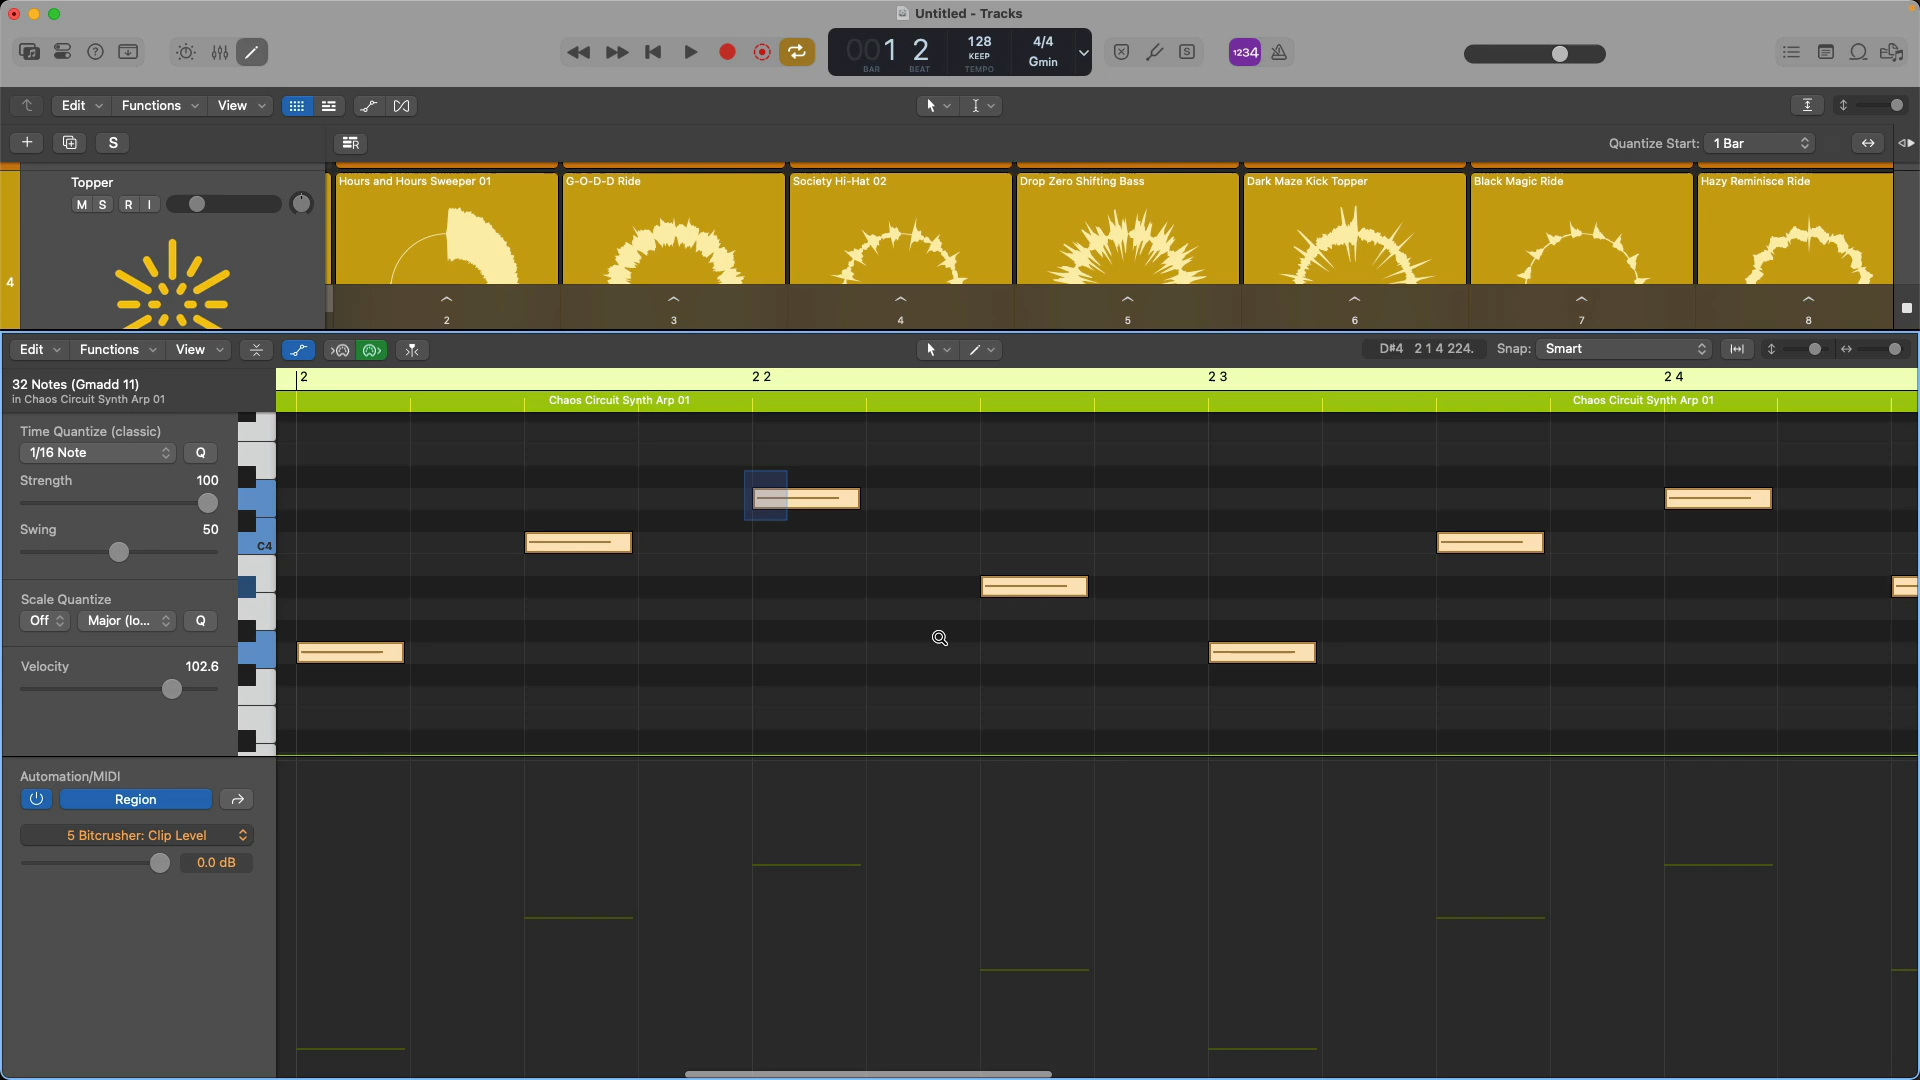 Untitled - Tracks
001 2
BAR BEAT
128
KEEP
TEMPO
4/4
Gmin
1234
Edit Functions View
S
Quantize Start: 1 Bar
Topper
M S R I
4
Hours and Hours Sweeper 01
G-O-D-D Ride
Society Hi-Hat 02
Drop Zero Shifting Bass
Dark Maze Kick Topper
Black Magic Ride
Hazy Reminisce Ride
2 3 4 5 6 7 8
Edit Functions View
D#4 2 1 4 224.
Snap: Smart
32 Notes (Gmadd 11)
in Chaos Circuit Synth Arp 01
2 2 2 2 3 2 4
Chaos Circuit Synth Arp 01
Chaos Circuit Synth Arp 01
Time Quantize (classic)
1/16 Note Q
Strength 100
Swing 50
C4
Scale Quantize
Off Major (lo... Q
Velocity 102.6
Automation/MIDI
Region
5 Bitcrusher: Clip Level
0.0 dB